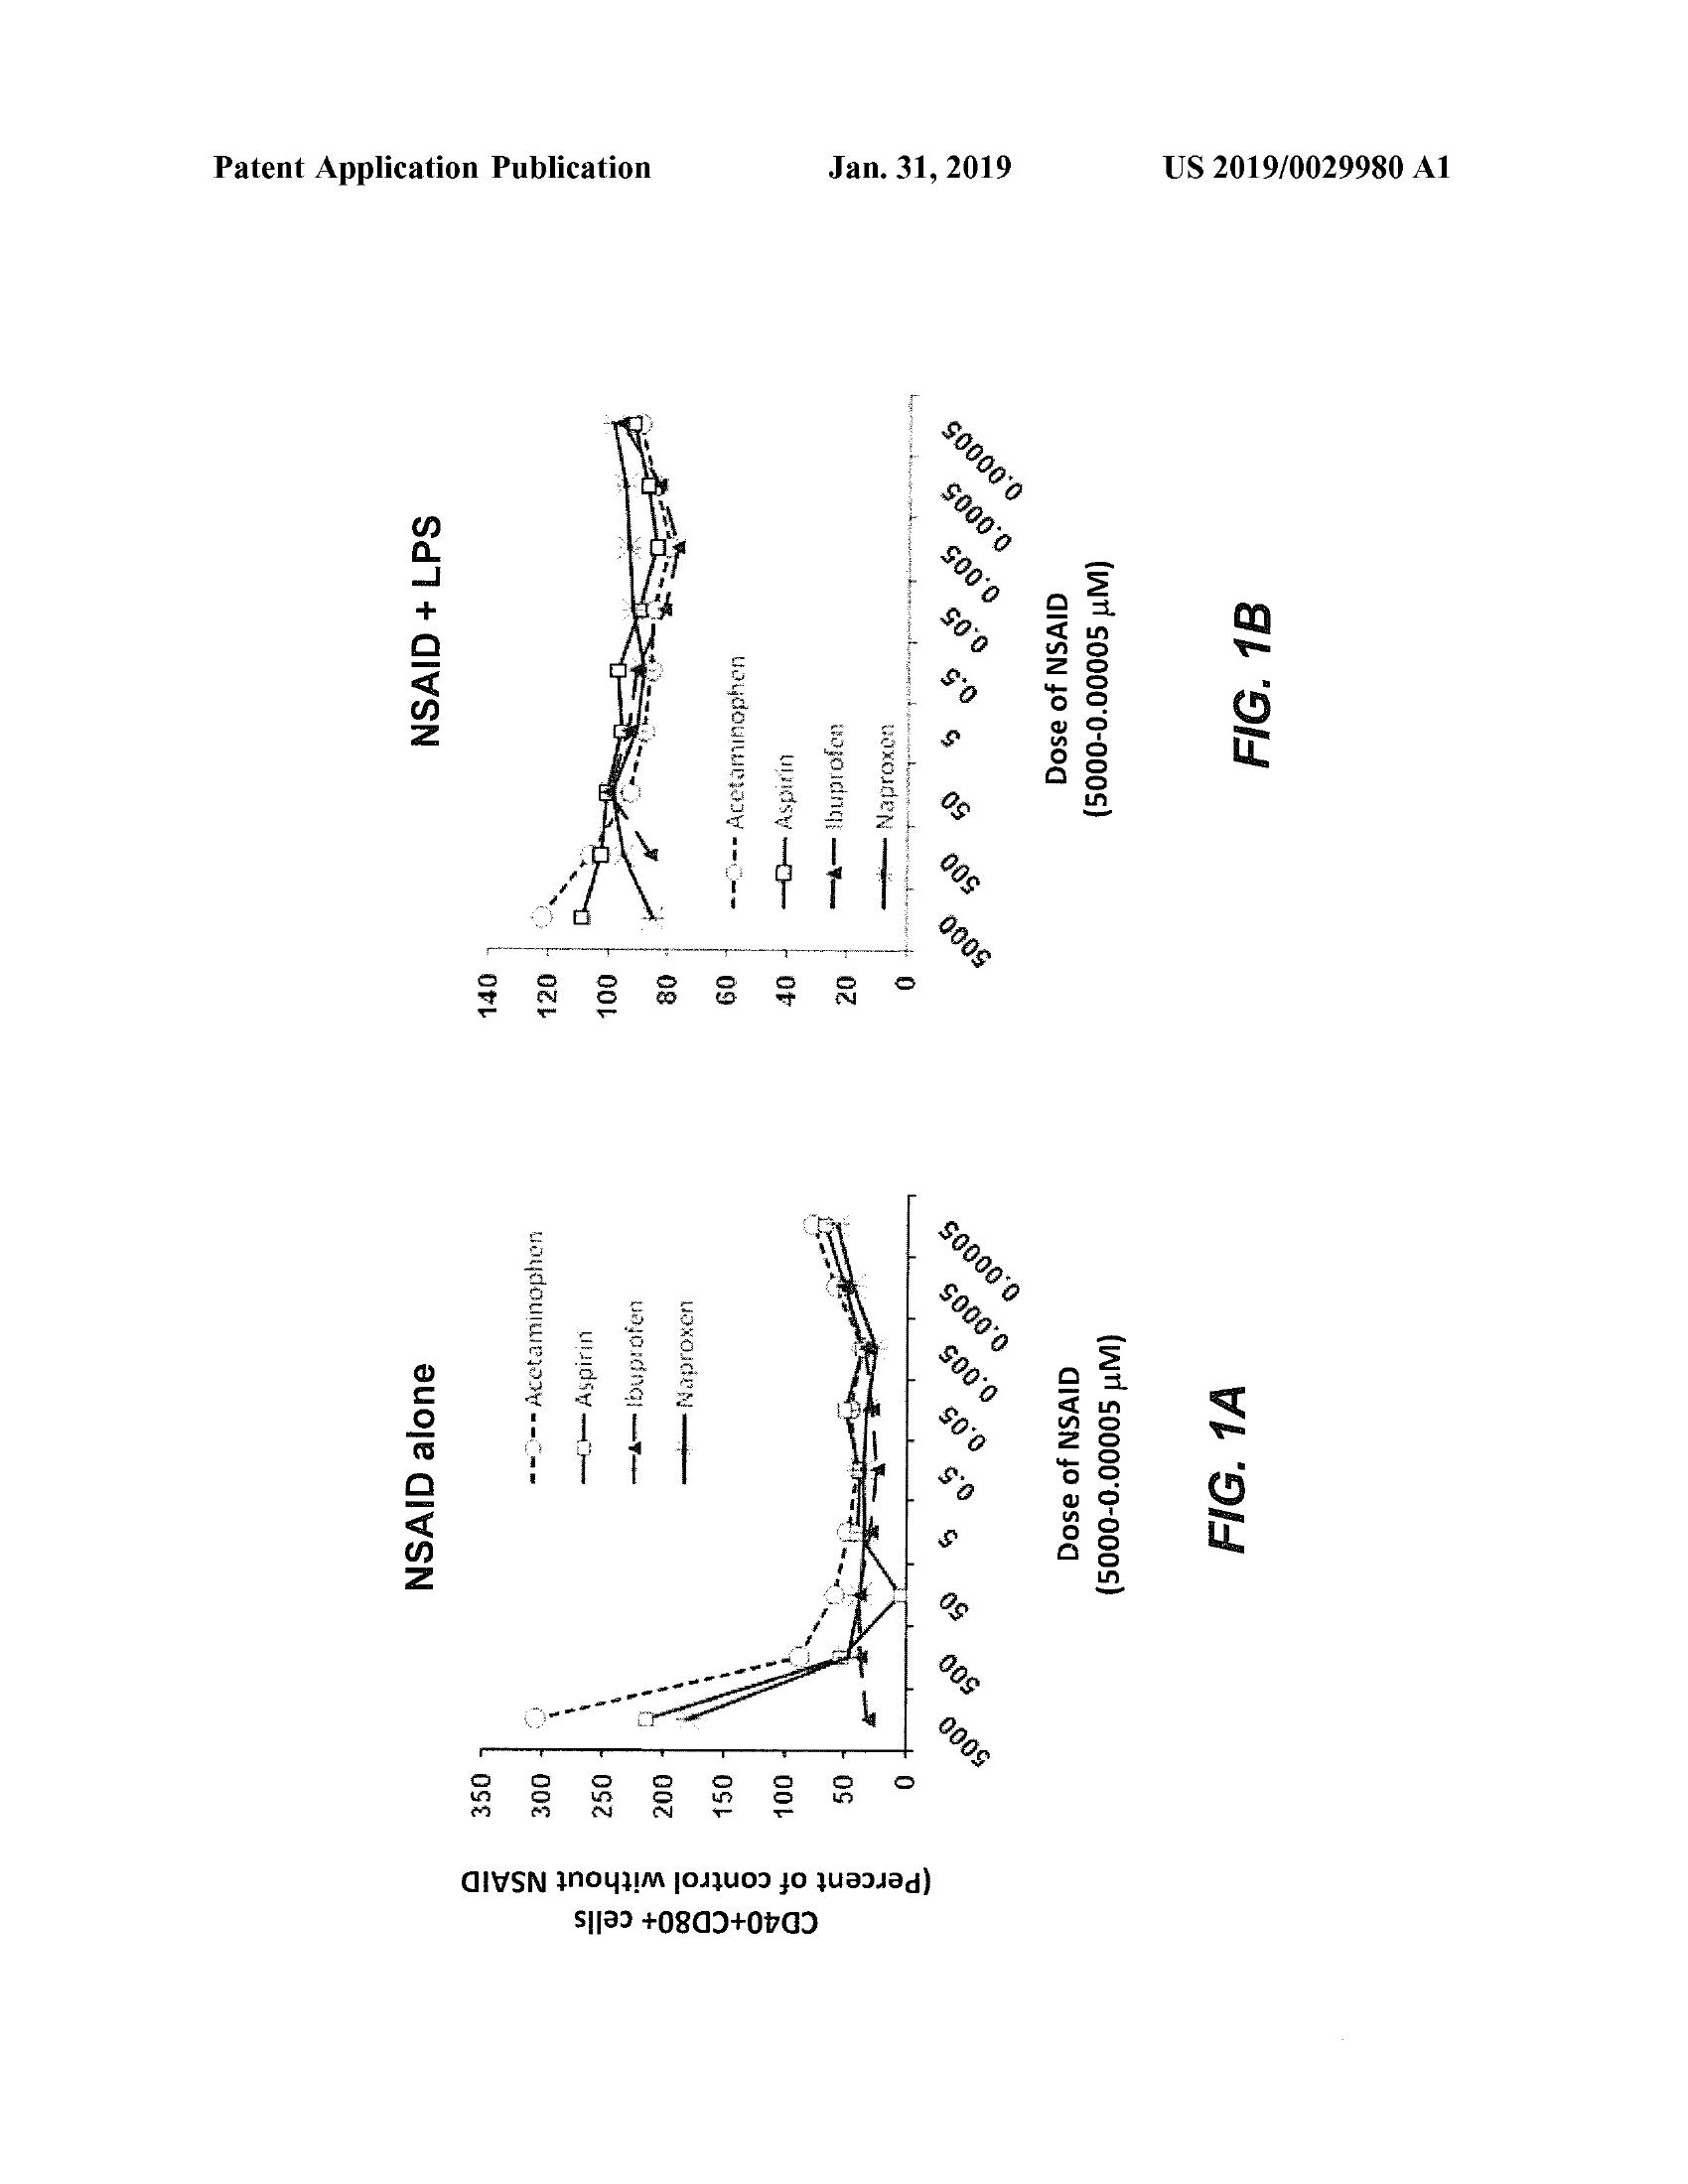 Patent Application Publication Jan. 31, 2019 US 2019/0029980 A1
NSAID alone
CD40+CD80+ cells
(Percent of control without NSAID
350
300
250
200
150
100
50
0
Acetaminophen
Aspirin
Ibuprofen
Naproxen
5000
500
50
5
0.5
0.05
0.005
0.0005
0.00005
Dose of NSAID
(5000-0.00005 µM)
FIG. 1A
NSAID + LPS
140
120
100
80
60
40
20
0
Acetaminophen
Aspirin
Ibuprofen
Naproxen
5000
500
50
5
0.5
0.05
0.005
0.0005
0.00005
Dose of NSAID
(5000-0.00005 µM)
FIG. 1B